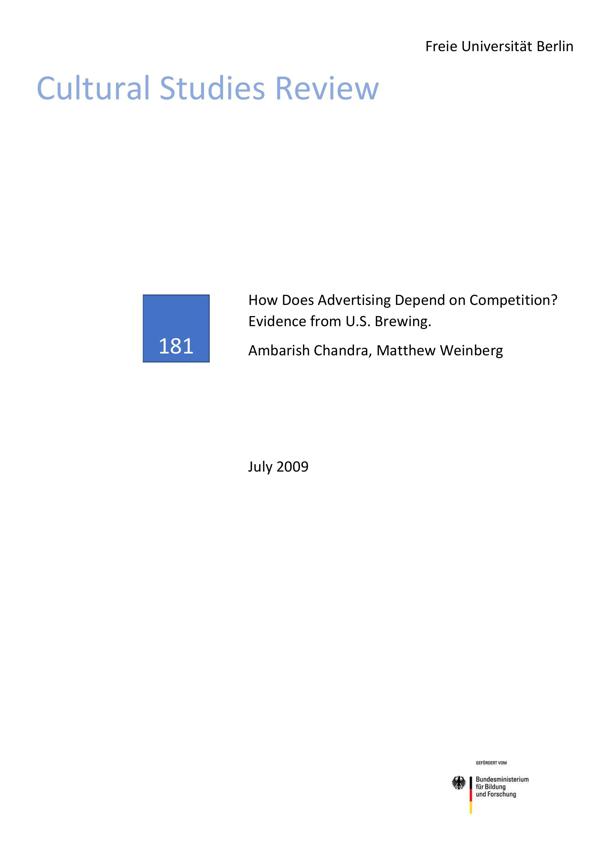 Freie Universität Berlin
Cultural Studies Review
181
How Does Advertising Depend on Competition?
Evidence from U.S. Brewing.
Ambarish Chandra, Matthew Weinberg
July 2009
GEFÖRDERT VOM
Bundesministerium
für Bildung
und Forschung